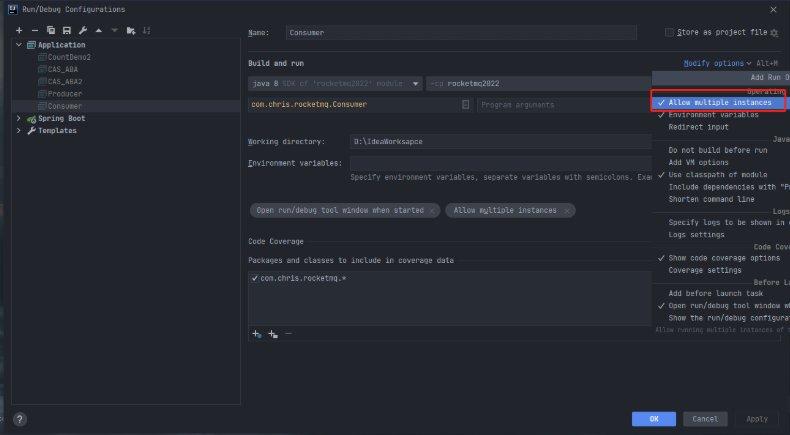 Run/Debug Configurations
Name: Consumer
Store as project file
Application
CountDemo2
CAS_ABA
CAS_ABA2
Producer
Consumer
Spring Boot
Templates
Build and run
Modify options Alt+M
java 8 SDK of 'rocketmq2022' module
-cp rocketmq2022
com.chris.rocketmq.Consumer
Program arguments
Working directory: D:\IdeaWorksapce
Environment variables:
Specify environment variables, separate variables with semicolons. Exa
Open run/debug tool window when started ×
Allow multiple instances ×
Code Coverage
Packages and classes to include in coverage data
com.chris.rocketmq.*
Add Run O
Operating
Allow multiple instances
Environment variables
Redirect input
Java
Do not build before run
Add VM options
Use classpath of module
Include dependencies with "P
Shorten command line
Logs
Specify logs to be shown in
Logs settings
Code Cove
Show code coverage options
Coverage settings
Before La
Add before launch task
Open run/debug tool window w
Show the run/debug configura
Allow running multiple instances of
?
OK
Cancel
Apply